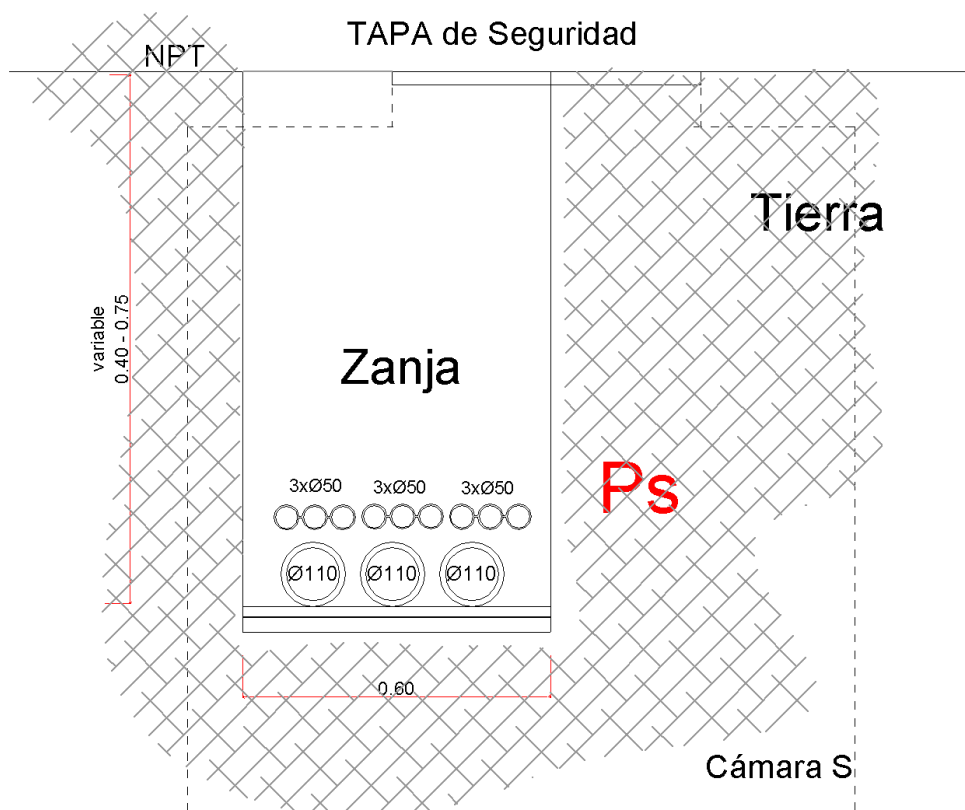 TAPA de Seguridad
NPT
Tierra
variable
0.40 - 0.75
Zanja
Ps
3xØ50
3xØ50
3xØ50
Ø110
Ø110
Ø110
0.60
Cámara S